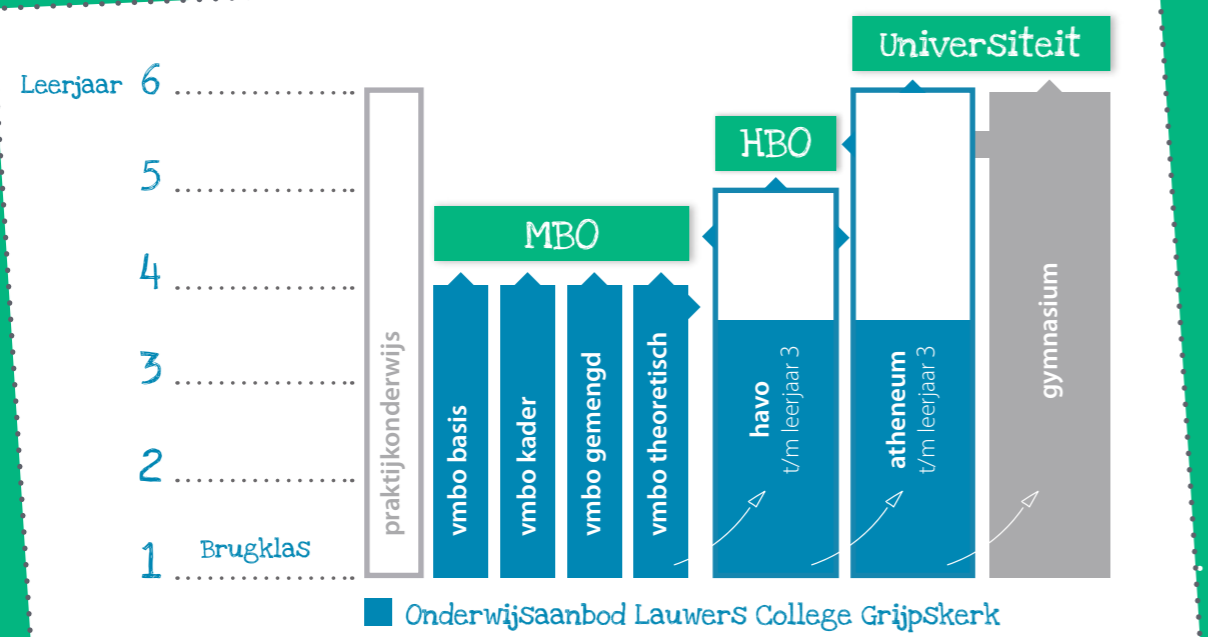 Universiteit
Leerjaar 6
HBO
5
MBO
4
3
2
1 Brugklas
praktijkonderwijs
vmbo basis
vmbo kader
vmbo gemengd
vmbo theoretisch
havo
t/m leerjaar 3
atheneum
t/m leerjaar 3
gymnasium
Onderwijsaanbod Lauwers College Grijpskerk